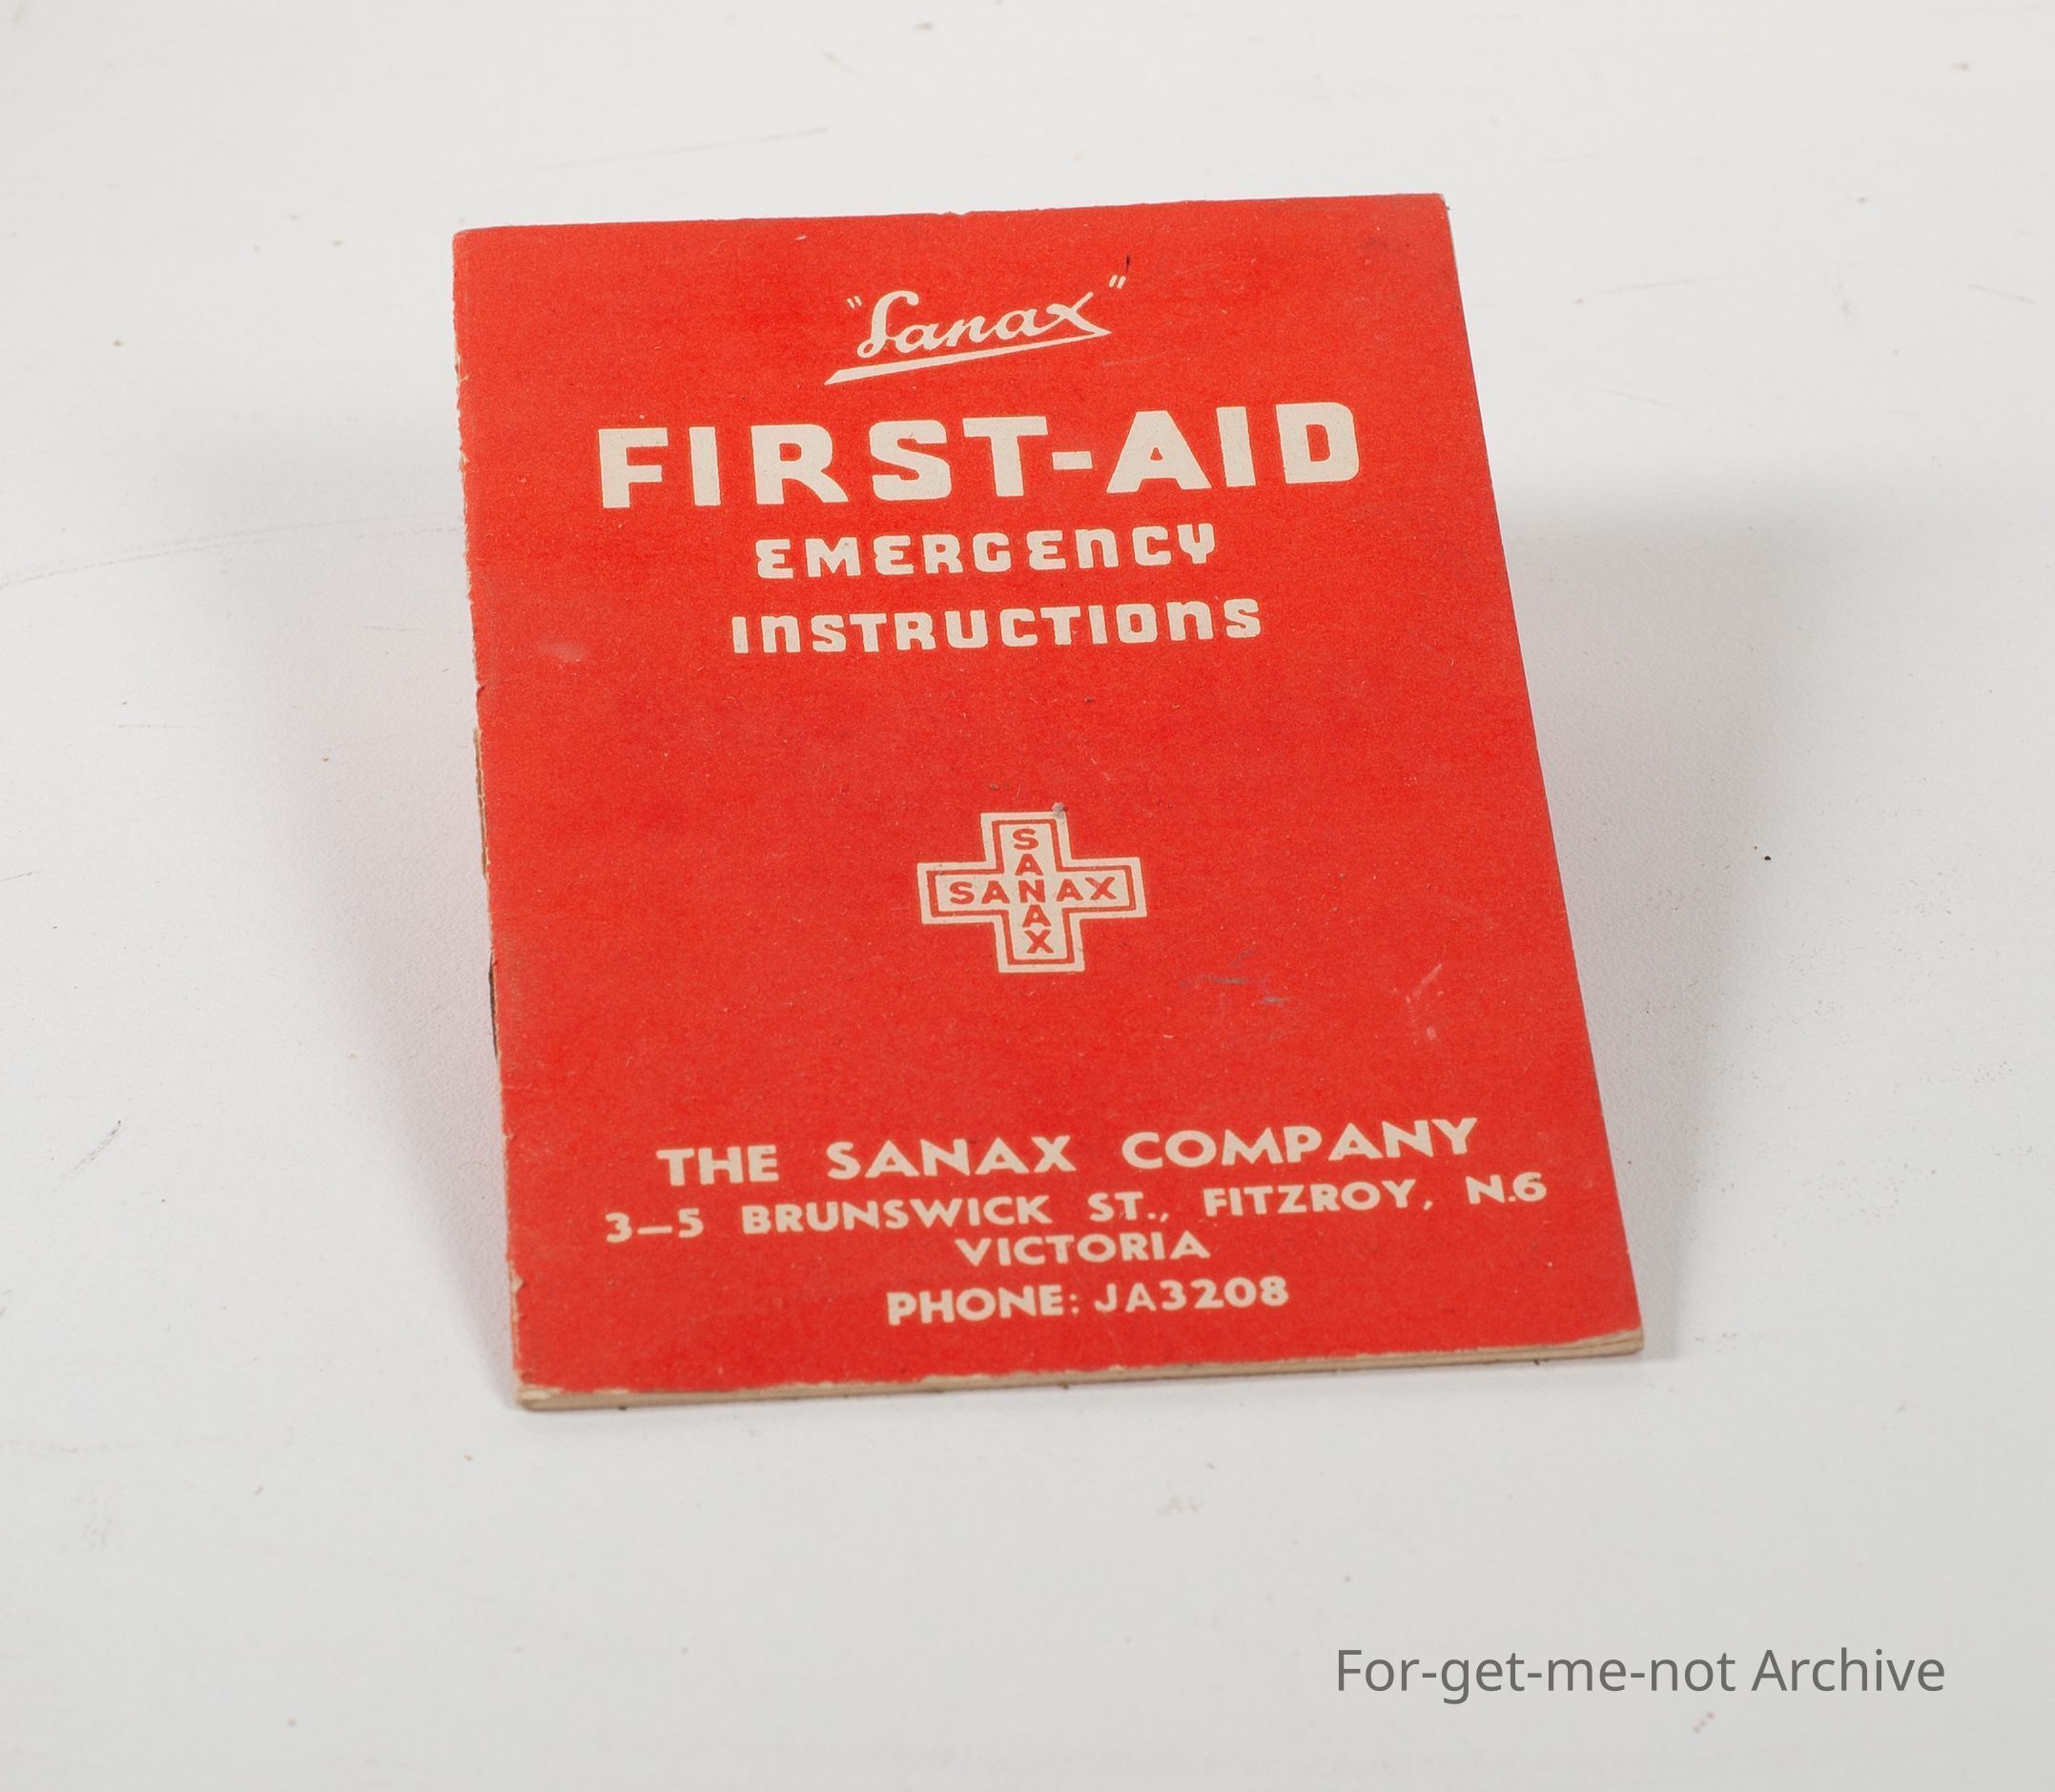 "Sanax"
FIRST-AID
EMERGENCY
INSTRUCTIONS
SANAX
SANAX
THE SANAX COMPANY
3-5 BRUNSWICK ST., FITZROY, N.6
VICTORIA
PHONE: JA3208
For-get-me-not Archive